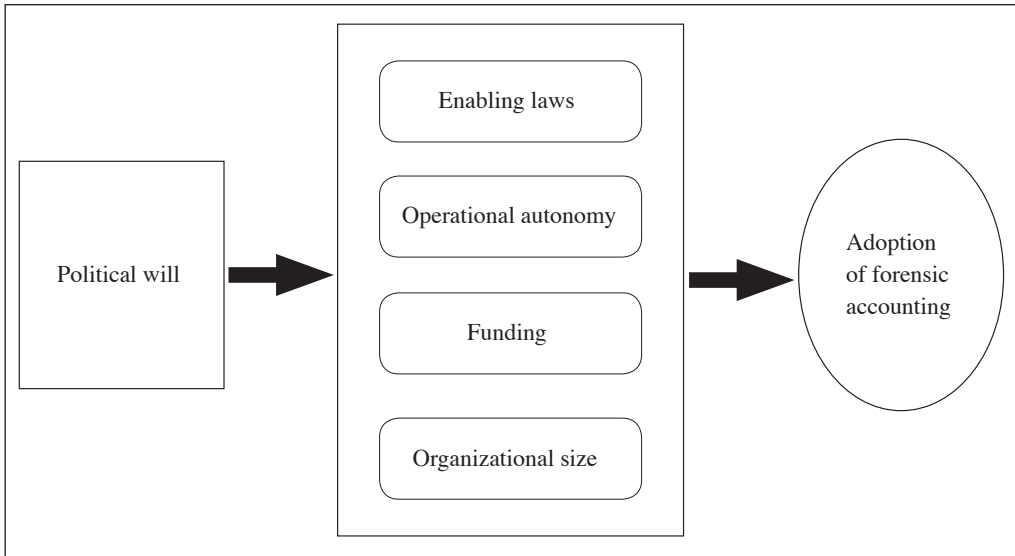 Political will
Enabling laws
Operational autonomy
Funding
Organizational size
Adoption
of forensic
accounting